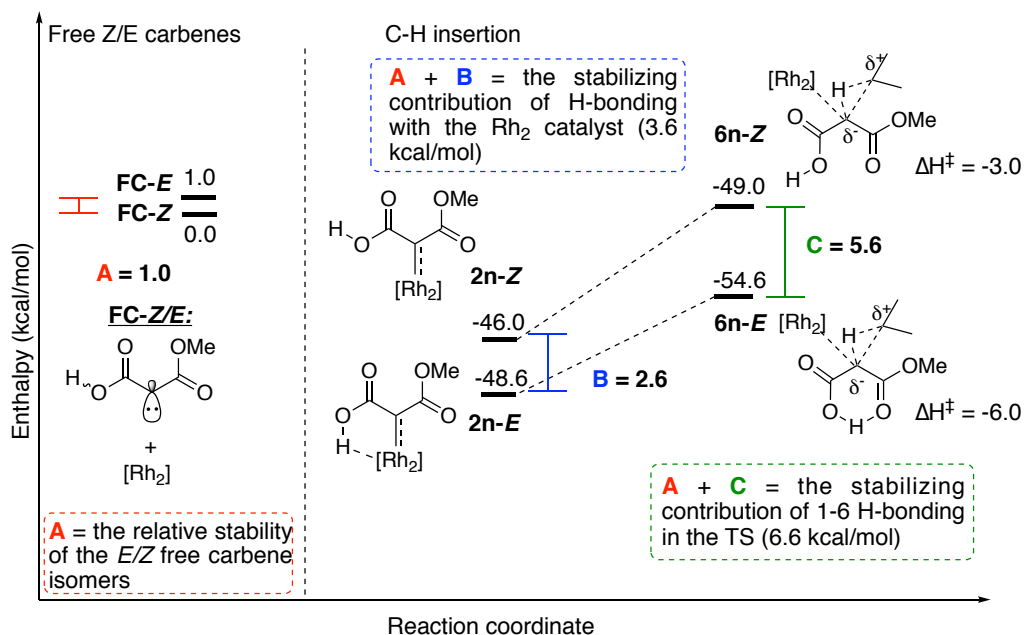 Free Z/E carbenes
C-H insertion
A + B = the stabilizing
contribution of H-bonding
with the Rh2 catalyst (3.6
kcal/mol)
FC-E 1.0
FC-Z
0.0
A = 1.0
FC-Z/E:
O
OMe
H
O
O
+
[Rh2]
A = the relative stability
of the E/Z free carbene
isomers
O
OMe
H
O
O
[Rh2]
2n-Z
-46.0
O
OMe
O
O
H
[Rh2]
2n-E
-48.6
B = 2.6
6n-Z
[Rh2]
H
δ+
O
δ-
OMe
O
H
O
ΔH‡ = -3.0
-49.0
C = 5.6
-54.6
6n-E
[Rh2]
H
δ+
O
δ-
OMe
O
H
O
ΔH‡ = -6.0
A + C = the stabilizing
contribution of 1-6 H-bonding
in the TS (6.6 kcal/mol)
Enthalpy (kcal/mol)
Reaction coordinate